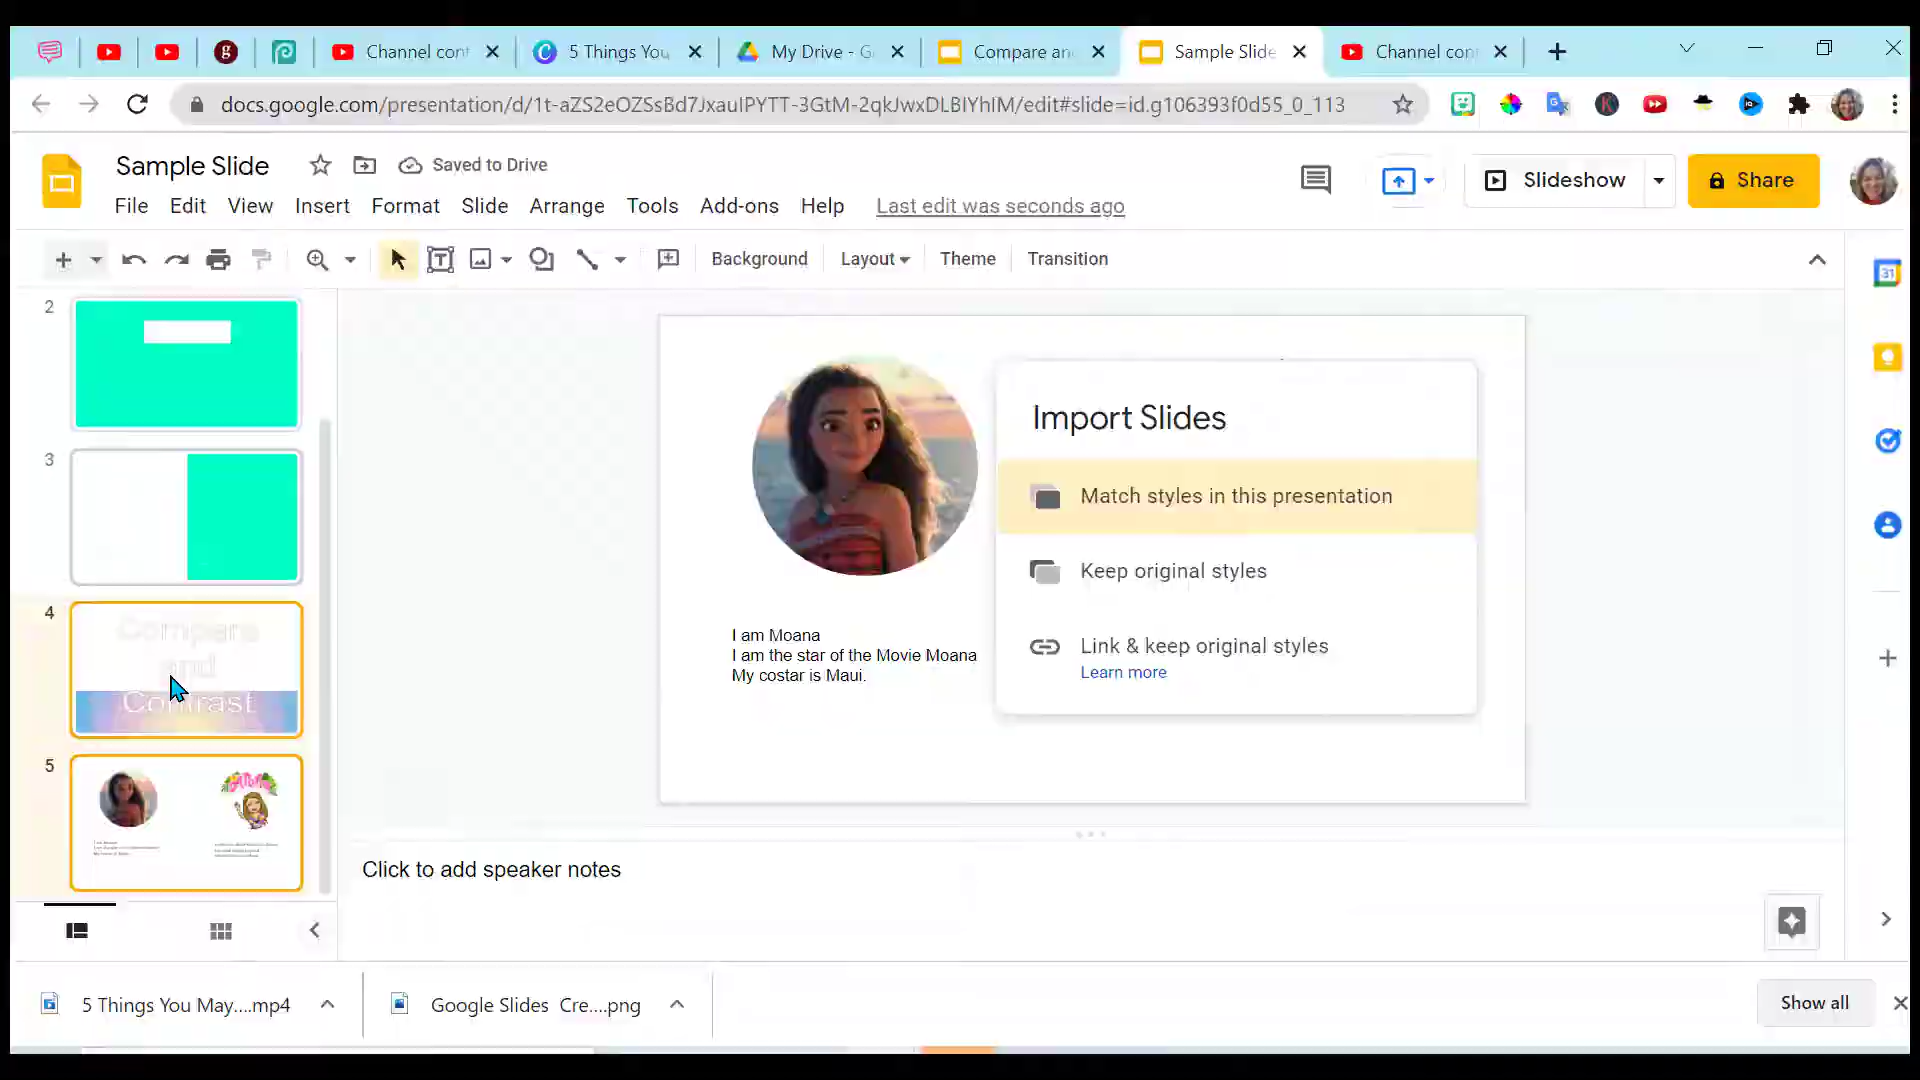 Channel cont
5 Things You
My Drive - G
Compare an
Sample Slide
Channel con
docs.google.com/presentation/d/1t-aZS2eOZSsBd7JxauIPYTT-3GtM-2qkJwxDLBIYhIM/edit#slide=id.g106393f0d55_0_113
Sample Slide
Saved to Drive
Slideshow
Share
File Edit View Insert Format Slide Arrange Tools Add-ons Help Last edit was seconds ago
Background Layout Theme Transition
2
3
4
Compare
and
Contrast
5
Import Slides
Match styles in this presentation
Keep original styles
Link & keep original styles
Learn more
I am Moana
I am the star of the Movie Moana
My costar is Maui.
Click to add speaker notes
31
5 Things You May....mp4
Google Slides Cre....png
Show all